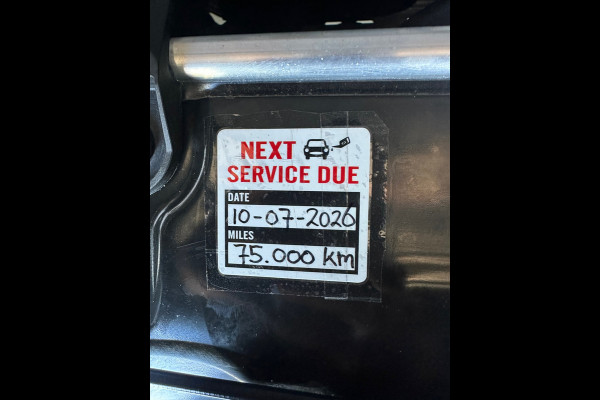 NEXT
SERVICE DUE
DATE
10-07-2026
MILES
75.000 km